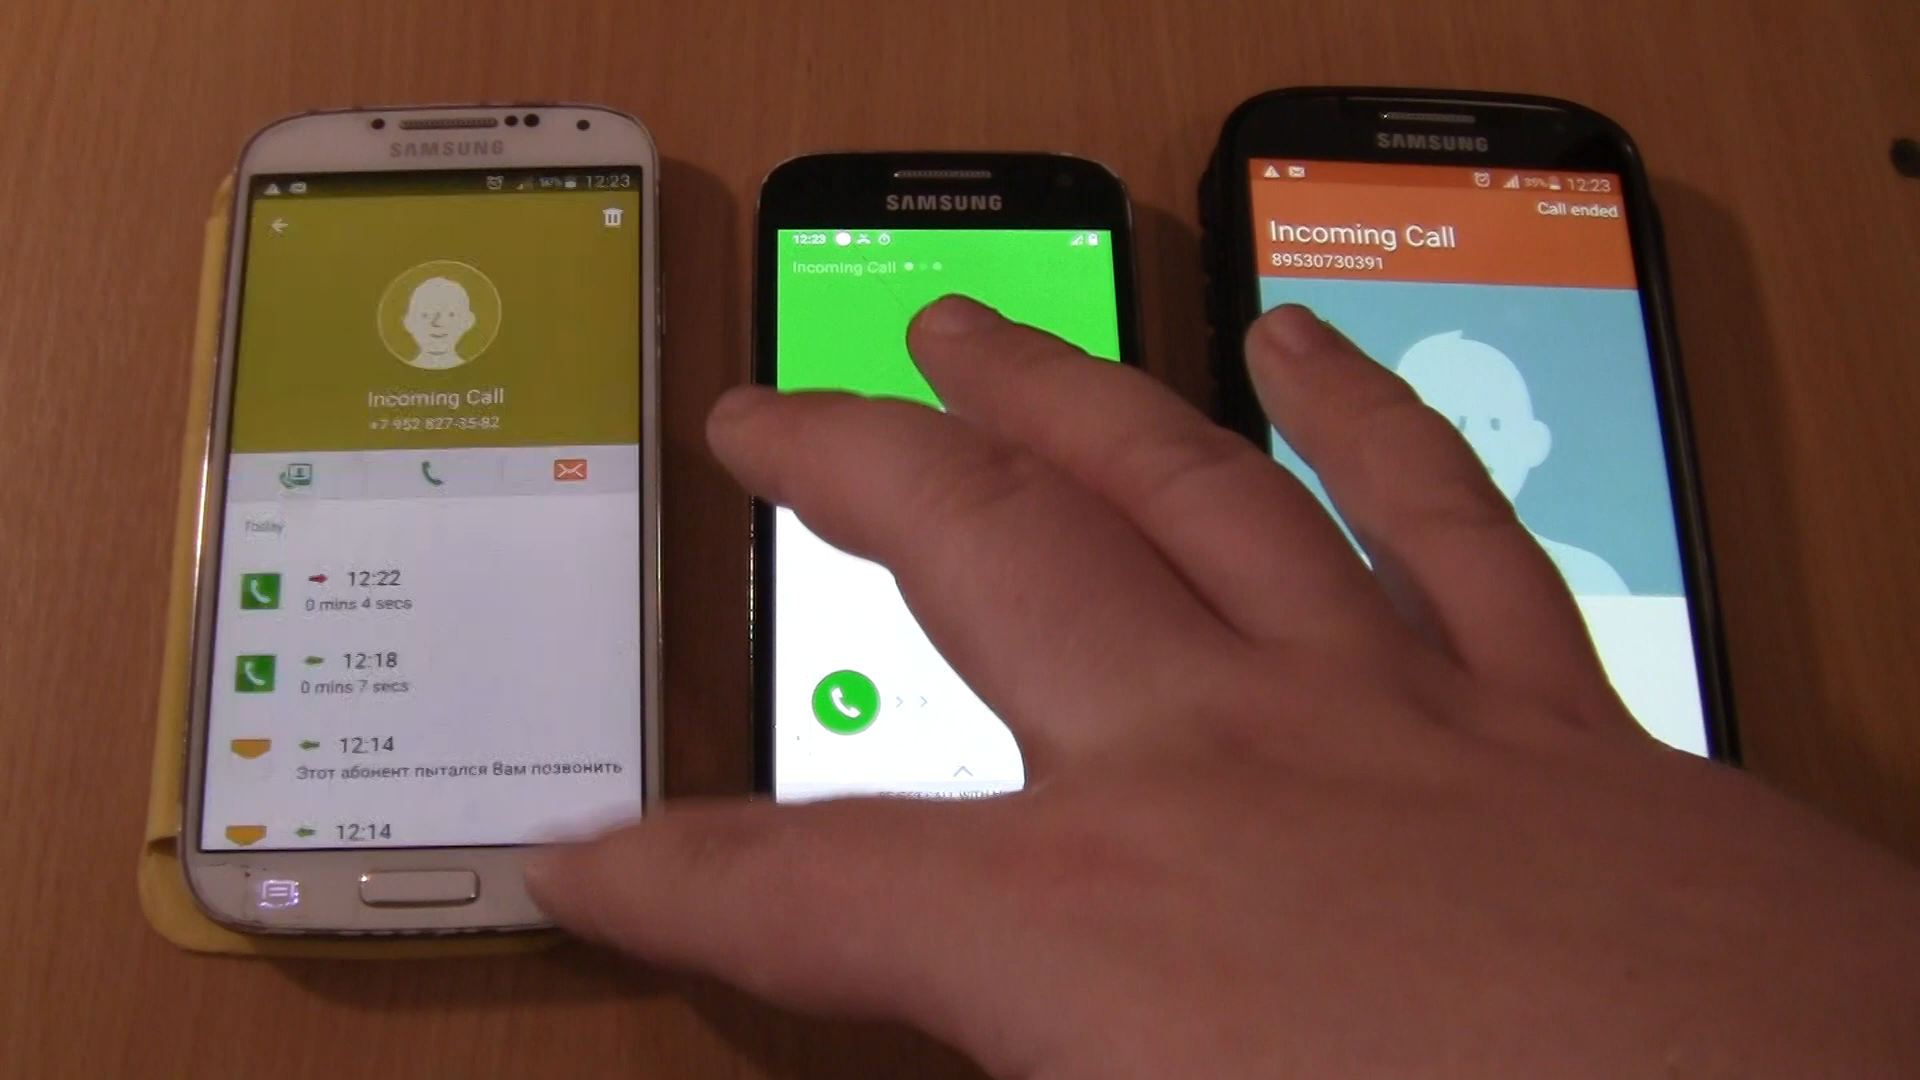 SAMSUNG
12:23
Incoming Call
+7 952 827-35-82
Today
12:22
0 mins 4 secs
12:18
0 mins 7 secs
12:14
Этот абонент пытался Вам позвонить
12:14
SAMSUNG
12:23
Incoming Call
SAMSUNG
39% 12:23
Call ended
Incoming Call
89530730391